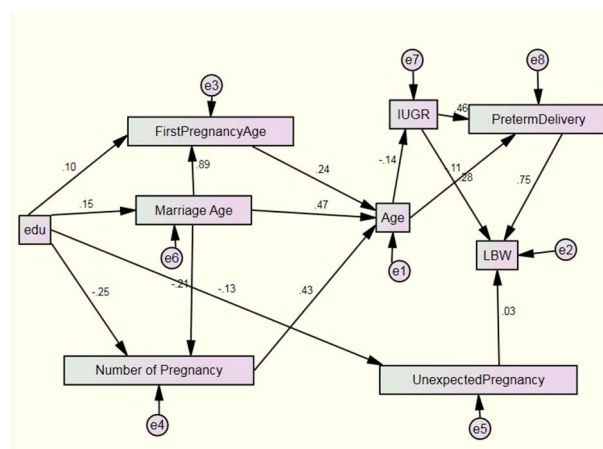 e7
e8
e3
IUGR
.46
PretermDelivery
FirstPregnancyAge
.10
.89
.24
-.14
.11
.28
.75
.15
Marriage Age
.47
Age
edu
e6
LBW
e2
e1
-.25
-.21
-.13
.43
.03
Number of Pregnancy
UnexpectedPregnancy
e4
e5